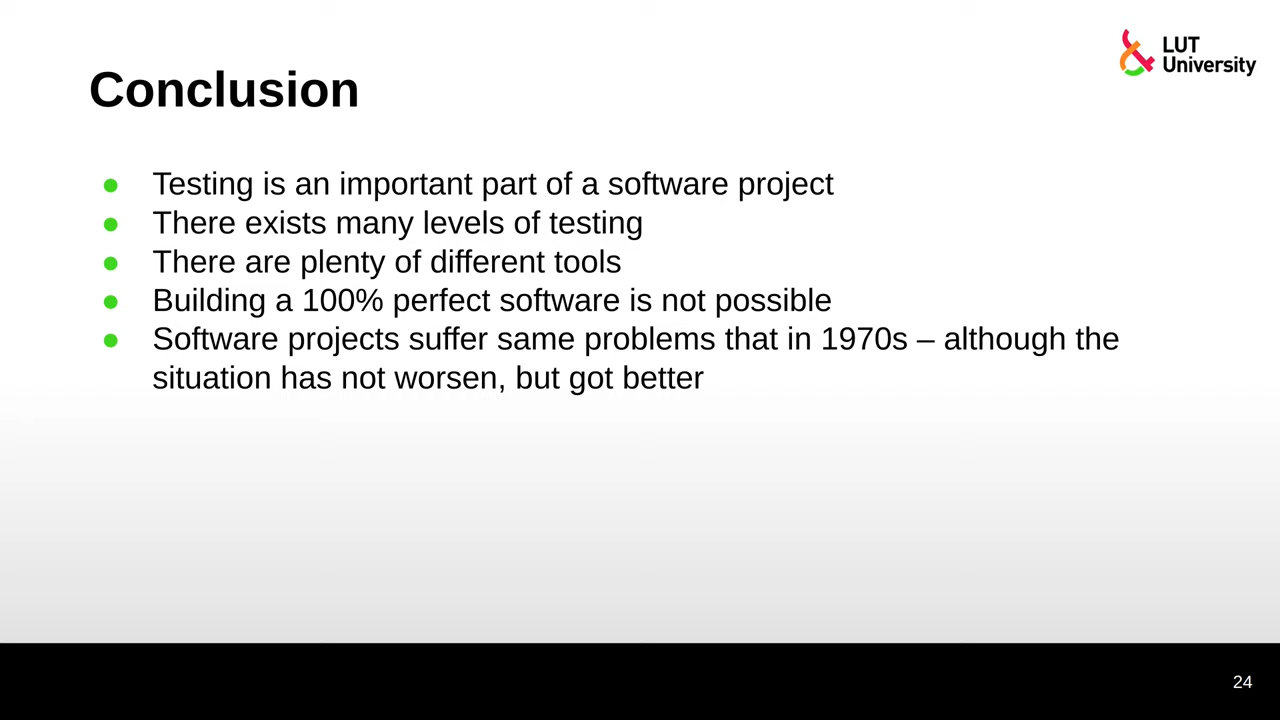 LUT
University
Conclusion
● Testing is an important part of a software project
● There exists many levels of testing
● There are plenty of different tools
● Building a 100% perfect software is not possible
● Software projects suffer same problems that in 1970s – although the
situation has not worsen, but got better
24